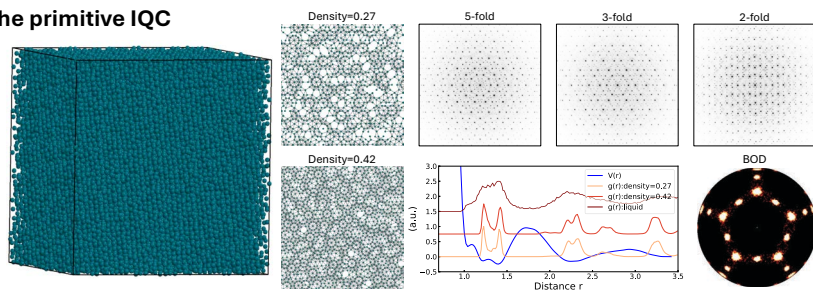 he primitive IQC
Density=0.27
5-fold
3-fold
2-fold
Density=0.42
BOD
3.0
2.5
2.0
1.5
1.0
0.5
0.0
−0.5
(a.u.)
V(r)
g(r):density=0.27
g(r):density=0.42
g(r):liquid
1.0 1.5 2.0 2.5 3.0 3.5
Distance r